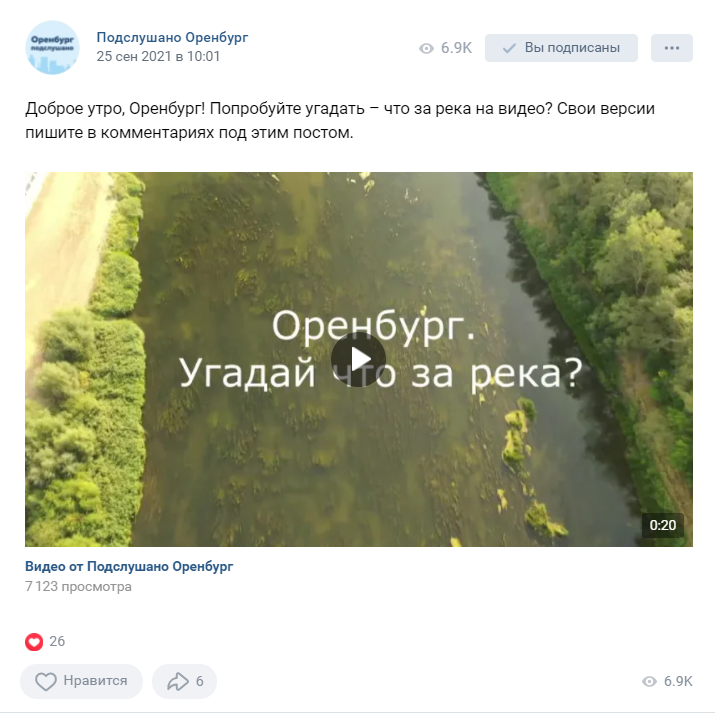 Оренбург
подслушано
Подслушано Оренбург
25 сен 2021 в 10:01
6.9K
Вы подписаны
Доброе утро, Оренбург! Попробуйте угадать – что за река на видео? Свои версии
пишите в комментариях под этим постом.
Оренбург.
Угадай что за река?
0:20
Видео от Подслушано Оренбург
7 123 просмотра
26
Нравится
6
6.9K